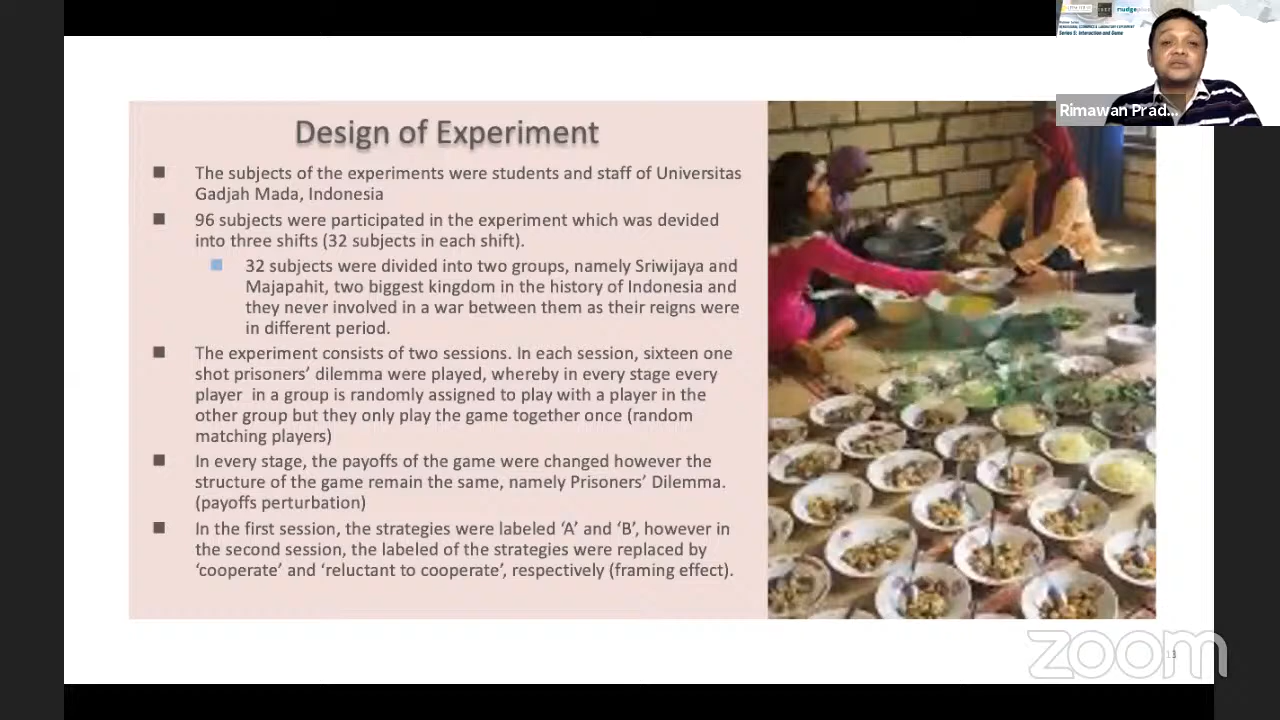 nudge
Series 5: Interaction and Game
Rimawan Prad...
Design of Experiment
The subjects of the experiments were students and staff of Universitas
Gadjah Mada, Indonesia
96 subjects were participated in the experiment which was devided
into three shifts (32 subjects in each shift).
32 subjects were divided into two groups, namely Sriwijaya and
Majapahit, two biggest kingdom in the history of Indonesia and
they never involved in a war between them as their reigns were
in different period.
The experiment consists of two sessions. In each session, sixteen one
shot prisoners’ dilemma were played, whereby in every stage every
player in a group is randomly assigned to play with a player in the
other group but they only play the game together once (random
matching players)
In every stage, the payoffs of the game were changed however the
structure of the game remain the same, namely Prisoners’ Dilemma.
(payoffs perturbation)
In the first session, the strategies were labeled ‘A’ and ‘B’, however in
the second session, the labeled of the strategies were replaced by
‘cooperate’ and ‘reluctant to cooperate’, respectively (framing effect).
zoom
13